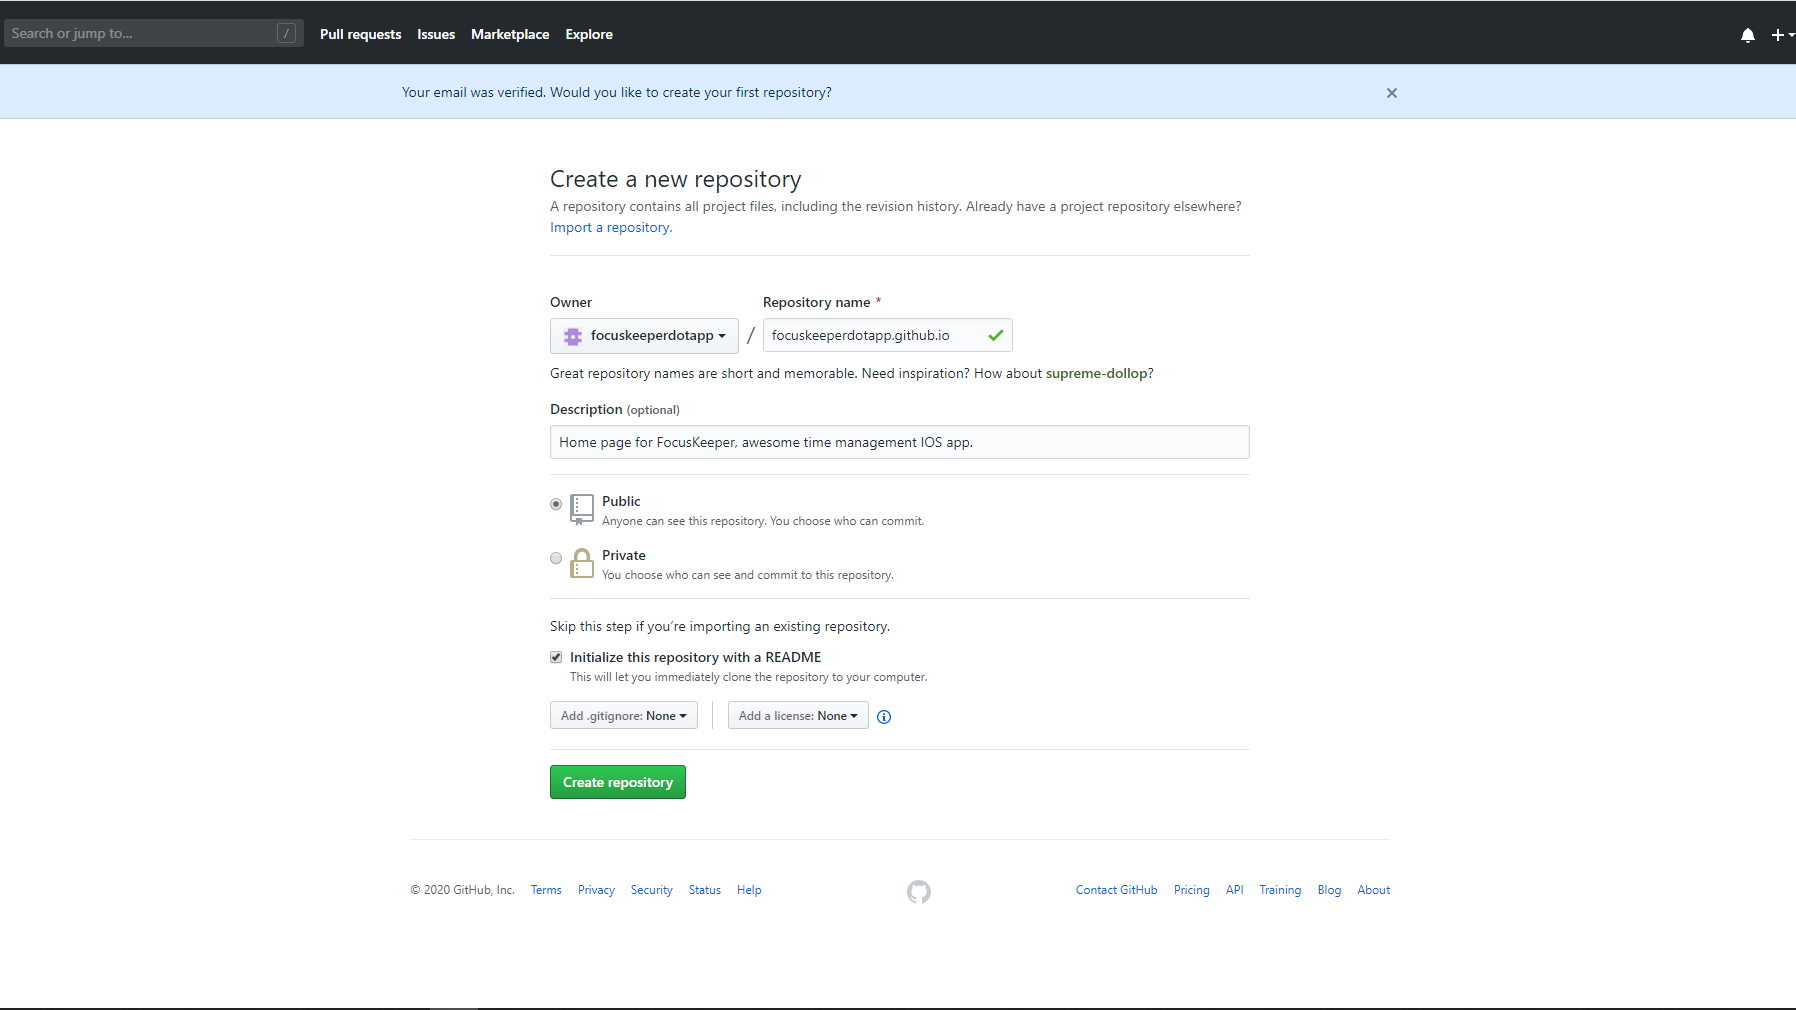 Search or jump to... /
Pull requests Issues Marketplace Explore
Your email was verified. Would you like to create your first repository?
Create a new repository
A repository contains all project files, including the revision history. Already have a project repository elsewhere?
Import a repository.
Owner Repository name *
focuskeeperdotapp / focuskeeperdotapp.github.io
Great repository names are short and memorable. Need inspiration? How about supreme-dollop?
Description (optional)
Home page for FocusKeeper, awesome time management IOS app.
Public
Anyone can see this repository. You choose who can commit.
Private
You choose who can see and commit to this repository.
Skip this step if you’re importing an existing repository.
Initialize this repository with a README
This will let you immediately clone the repository to your computer.
Add .gitignore: None Add a license: None
Create repository
© 2020 GitHub, Inc. Terms Privacy Security Status Help Contact GitHub Pricing API Training Blog About